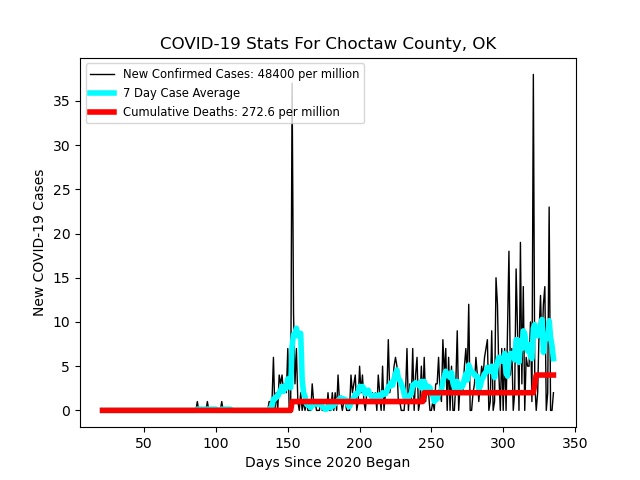 COVID-19 Stats For Choctaw County, OK
New Confirmed Cases: 48400 per million
7 Day Case Average
Cumulative Deaths: 272.6 per million
New COVID-19 Cases
35
30
25
20
15
10
5
0
50
100
150
200
250
300
350
Days Since 2020 Began